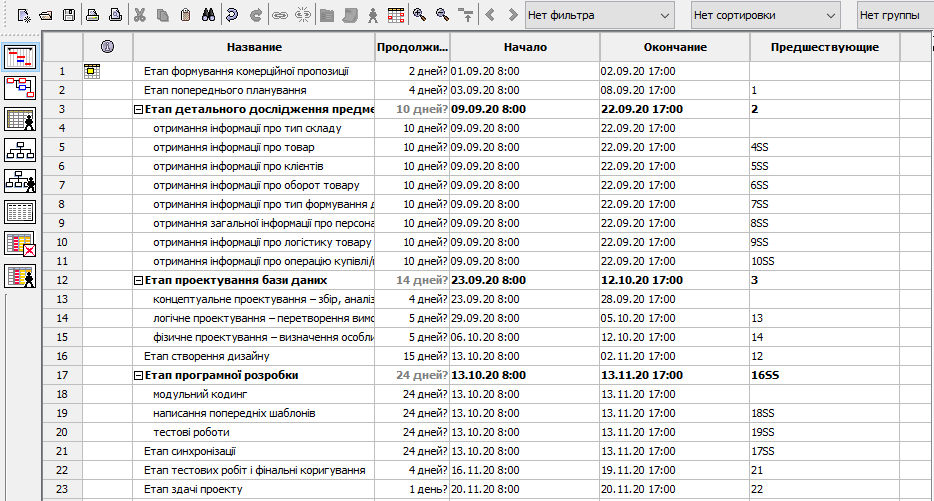 Нет фильтра Нет сортировки Нет группы
Название Продолжи... Начало Окончание Предшествующие
1 Етап формування комерційної пропозиції 2 дней? 01.09.20 8:00 02.09.20 17:00
2 Етап попереднього планування 4 дней? 03.09.20 8:00 08.09.20 17:00 1
3 Етап детального дослідження предме 10 дней? 09.09.20 8:00 22.09.20 17:00 2
4 отримання інформації про тип складу 10 дней? 09.09.20 8:00 22.09.20 17:00
5 отримання інформації про товар 10 дней? 09.09.20 8:00 22.09.20 17:00 4SS
6 отримання інформації про клієнтів 10 дней? 09.09.20 8:00 22.09.20 17:00 5SS
7 отримання інформації про оборот товару 10 дней? 09.09.20 8:00 22.09.20 17:00 6SS
8 отримання інформації про тип формування д 10 дней? 09.09.20 8:00 22.09.20 17:00 7SS
9 отримання загальної інформації про персона 10 дней? 09.09.20 8:00 22.09.20 17:00 8SS
10 отримання інформації про логістику товару 10 дней? 09.09.20 8:00 22.09.20 17:00 9SS
11 отримання інформації про операцію купівлі/п 10 дней? 09.09.20 8:00 22.09.20 17:00 10SS
12 Етап проектування бази даних 14 дней? 23.09.20 8:00 12.10.20 17:00 3
13 концептуальне проектування – збір, аналіз 4 дней? 23.09.20 8:00 28.09.20 17:00
14 логічне проектування – перетворення вимо 5 дней? 29.09.20 8:00 05.10.20 17:00 13
15 фізичне проектування – визначення особли 5 дней? 06.10.20 8:00 12.10.20 17:00 14
16 Етап створення дизайну 15 дней? 13.10.20 8:00 02.11.20 17:00 12
17 Етап програмної розробки 24 дней? 13.10.20 8:00 13.11.20 17:00 16SS
18 модульний кодинг 24 дней? 13.10.20 8:00 13.11.20 17:00
19 написання попередніх шаблонів 24 дней? 13.10.20 8:00 13.11.20 17:00 18SS
20 тестові роботи 24 дней? 13.10.20 8:00 13.11.20 17:00 19SS
21 Етап синхронізації 24 дней? 13.10.20 8:00 13.11.20 17:00 17SS
22 Етап тестових робіт і фінальні коригування 4 дней? 16.11.20 8:00 19.11.20 17:00 21
23 Етап здачі проекту 1 день? 20.11.20 8:00 20.11.20 17:00 22